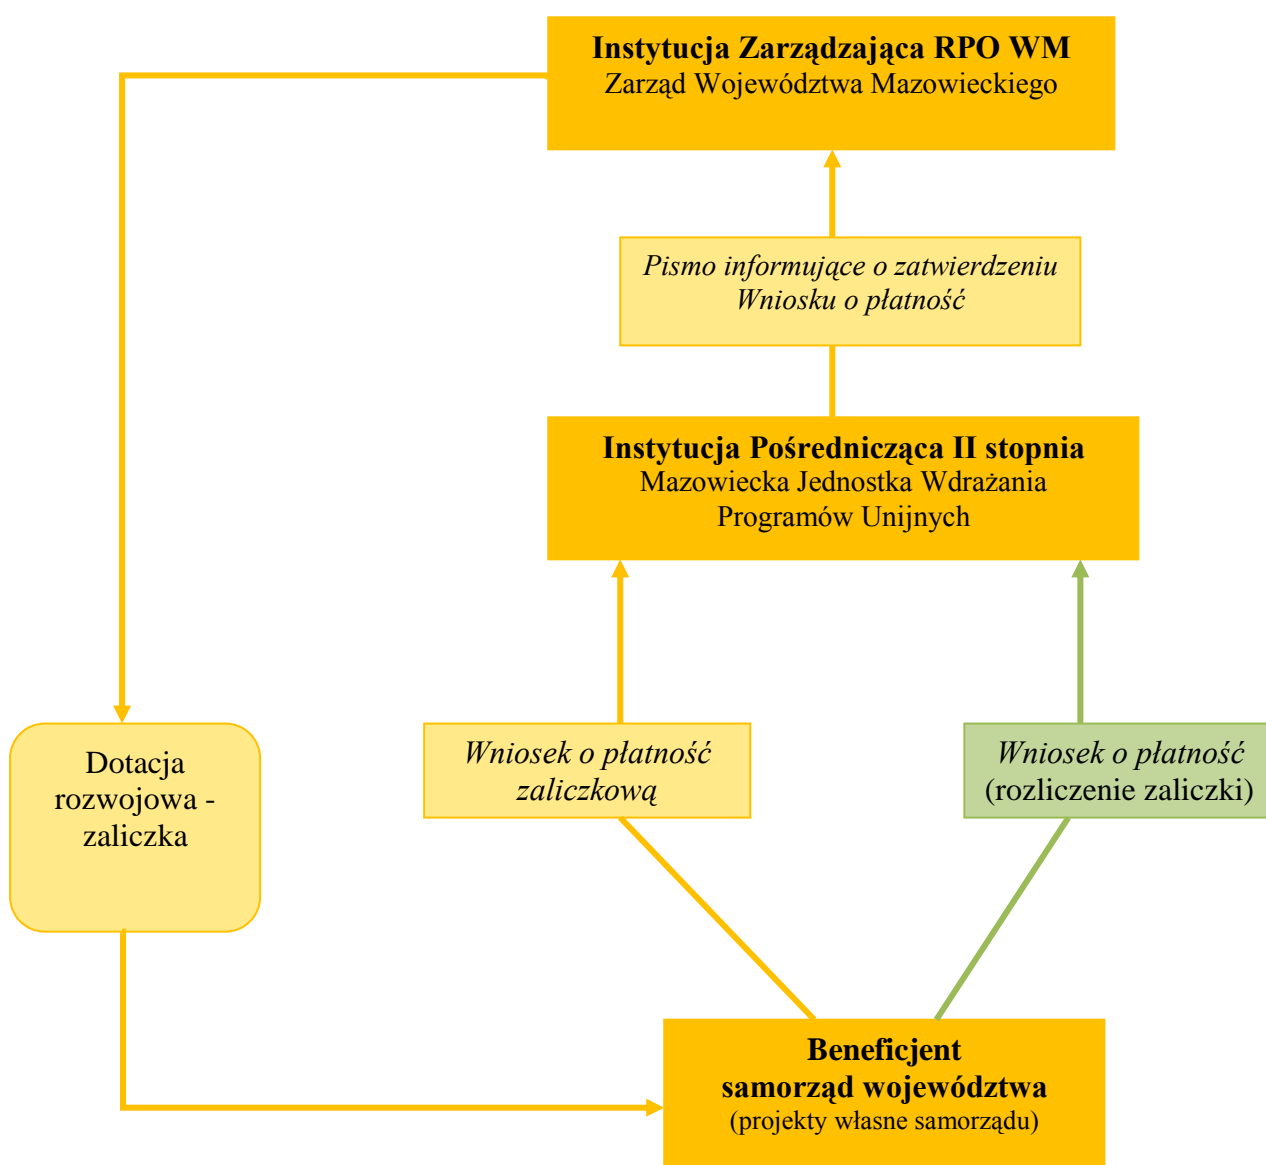 Instytucja Zarządzająca RPO WM
Zarząd Województwa Mazowieckiego
Pismo informujące o zatwierdzeniu
Wniosku o płatność
Instytucja Pośrednicząca II stopnia
Mazowiecka Jednostka Wdrażania
Programów Unijnych
Dotacja
rozwojowa -
zaliczka
Wniosek o płatność
zaliczkową
Wniosek o płatność
(rozliczenie zaliczki)
Beneficjent
samorząd województwa
(projekty własne samorządu)